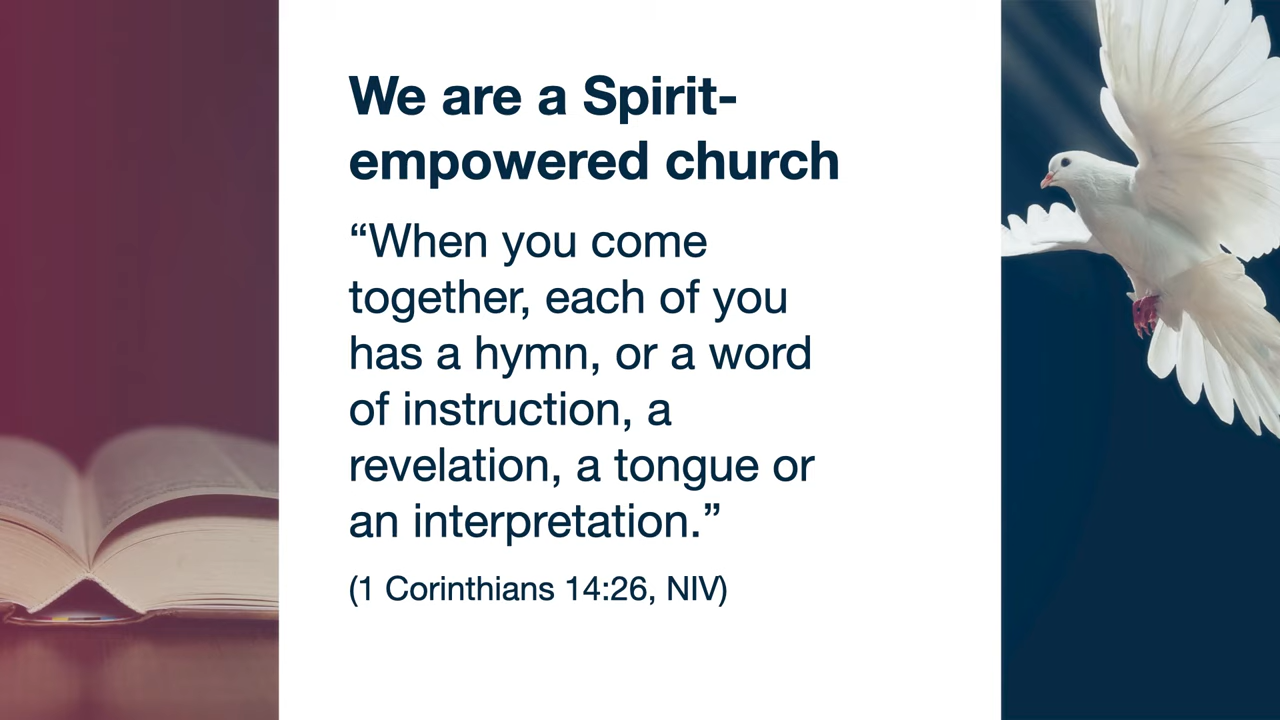 We are a Spirit-
empowered church
“When you come
together, each of you
has a hymn, or a word
of instruction, a
revelation, a tongue or
an interpretation.”
(1 Corinthians 14:26, NIV)